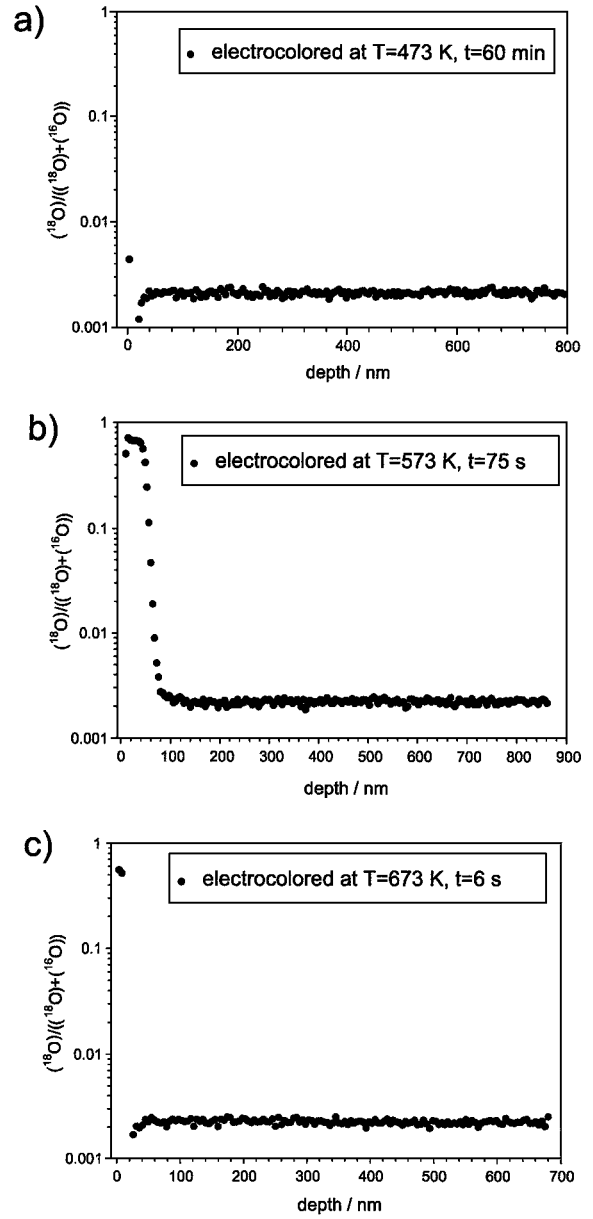 a)
electrocolored at T=473 K, t=60 min
1
0.1
0.01
0.001
(¹⁸O)/((¹⁸O)+(¹⁶O))
0 200 400 600 800
depth / nm
b)
electrocolored at T=573 K, t=75 s
1
0.1
0.01
0.001
(¹⁸O)/((¹⁸O)+(¹⁶O))
0 100 200 300 400 500 600 700 800 900
depth / nm
c)
electrocolored at T=673 K, t=6 s
1
0.1
0.01
0.001
(¹⁸O)/((¹⁸O)+(¹⁶O))
0 100 200 300 400 500 600 700
depth / nm